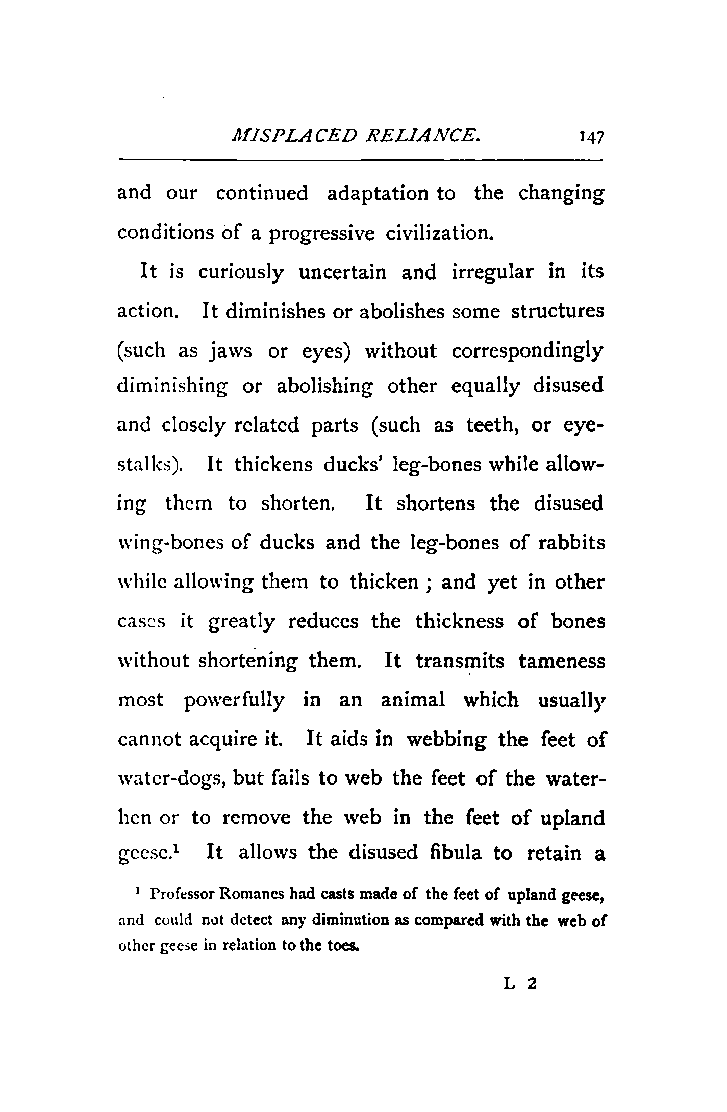 MISPLACED RELIANCE. 147
and our continued adaptation to the changing
conditions of a progressive civilization.
It is curiously uncertain and irregular in its
action. It diminishes or abolishes some structures
(such as jaws or eyes) without correspondingly
diminishing or abolishing other equally disused
and closely related parts (such as teeth, or eye-
stalks). It thickens ducks' leg-bones while allow-
ing them to shorten. It shortens the disused
wing-bones of ducks and the leg-bones of rabbits
while allowing them to thicken ; and yet in other
cases it greatly reduces the thickness of bones
without shortening them. It transmits tameness
most powerfully in an animal which usually
cannot acquire it. It aids in webbing the feet of
water-dogs, but fails to web the feet of the water-
hen or to remove the web in the feet of upland
geese.¹ It allows the disused fibula to retain a
¹ Professor Romanes had casts made of the feet of upland geese,
and could not detect any diminution as compared with the web of
other geese in relation to the toes.
L 2